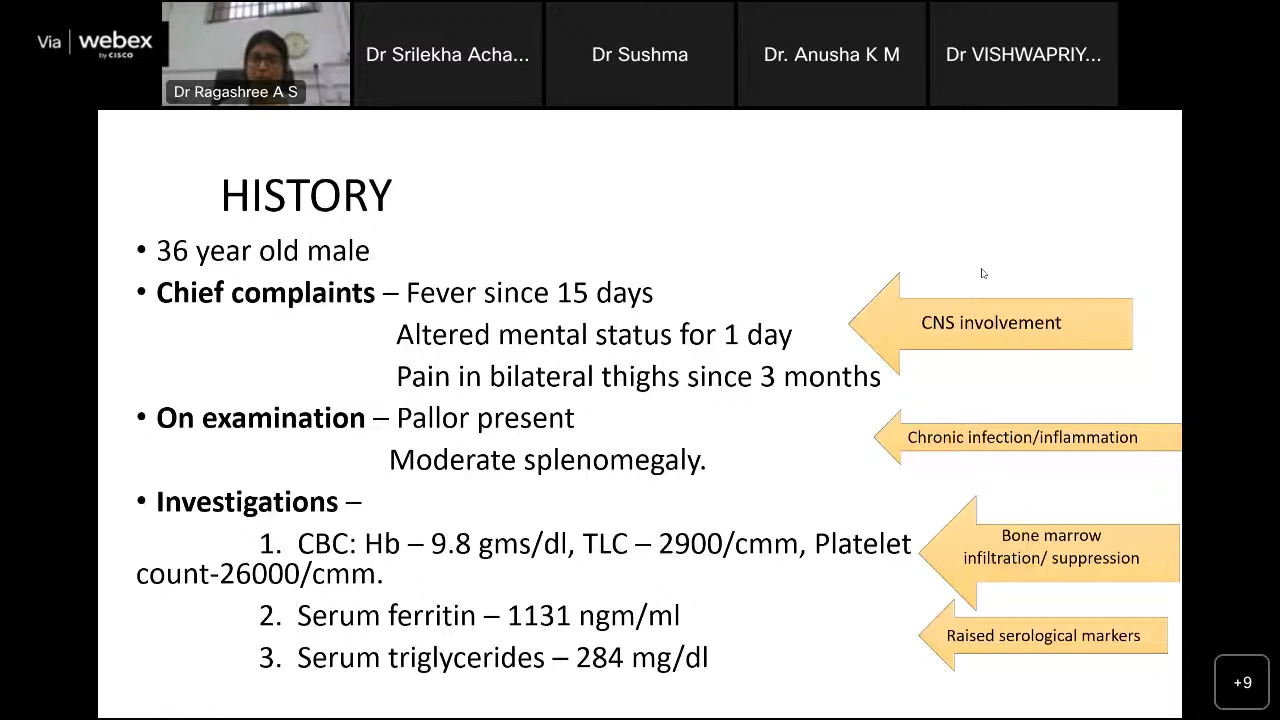 Via webex
by CISCO
Dr Ragashree A S
Dr Srilekha Acha...
Dr Sushma
Dr. Anusha K M
Dr VISHWAPRIY...
HISTORY
• 36 year old male
• Chief complaints – Fever since 15 days
Altered mental status for 1 day
Pain in bilateral thighs since 3 months
CNS involvement
• On examination – Pallor present
Moderate splenomegaly.
Chronic infection/inflammation
• Investigations –
1. CBC: Hb – 9.8 gms/dl, TLC – 2900/cmm, Platelet
count-26000/cmm.
Bone marrow
infiltration/ suppression
2. Serum ferritin – 1131 ngm/ml
3. Serum triglycerides – 284 mg/dl
Raised serological markers
+9